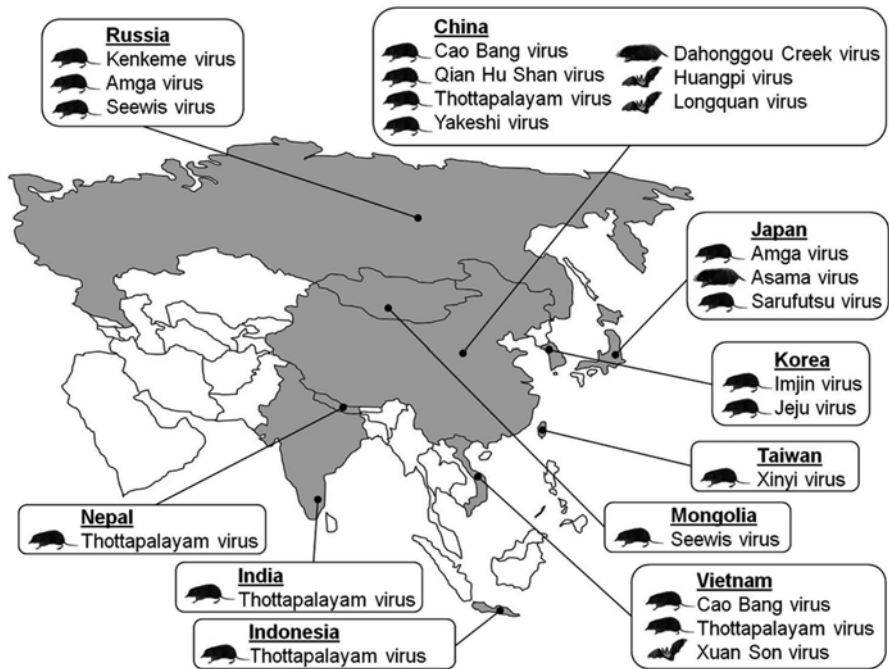 Russia
Kenkeme virus
Amga virus
Seewis virus
China
Cao Bang virus
Qian Hu Shan virus
Thottapalayam virus
Yakeshi virus
Dahonggou Creek virus
Huangpi virus
Longquan virus
Japan
Amga virus
Asama virus
Sarufutsu virus
Korea
Imjin virus
Jeju virus
Taiwan
Xinyi virus
Mongolia
Seewis virus
Nepal
Thottapalayam virus
India
Thottapalayam virus
Indonesia
Thottapalayam virus
Vietnam
Cao Bang virus
Thottapalayam virus
Xuan Son virus